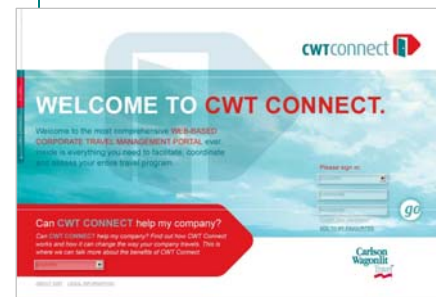 CWTCONNECT
WELCOME TO CWT CONNECT.
Welcome to the most comprehensive WEB-BASED
CORPORATE TRAVEL MANAGEMENT PORTAL ever.
Inside is everything you need to facilitate, coordinate
and assess your entire travel program.
Please sign in:
go
Can CWT CONNECT help my company?
Can CWT CONNECT help my company? Find out how CWT Connect
works and how it can change the way your company travels. This is
where we can talk more about the benefits of CWT Connect
Carlson
Wagonlit
Travel
LEGAL INFORMATION